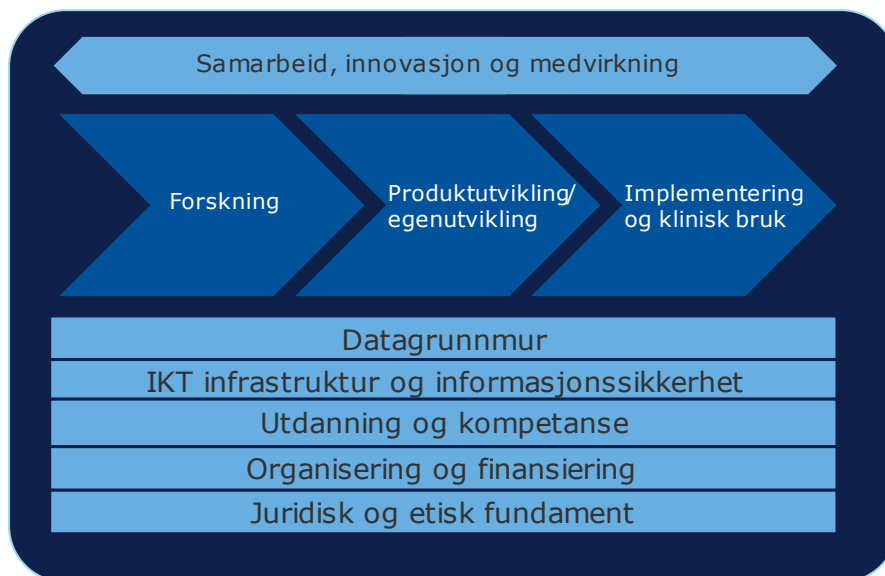 Samarbeid, innovasjon og medvirkning
Forskning
Produktutvikling/
egenutvikling
Implementering
og klinisk bruk
Datagrunnmur
IKT infrastruktur og informasjonssikkerhet
Utdanning og kompetanse
Organisering og finansiering
Juridisk og etisk fundament